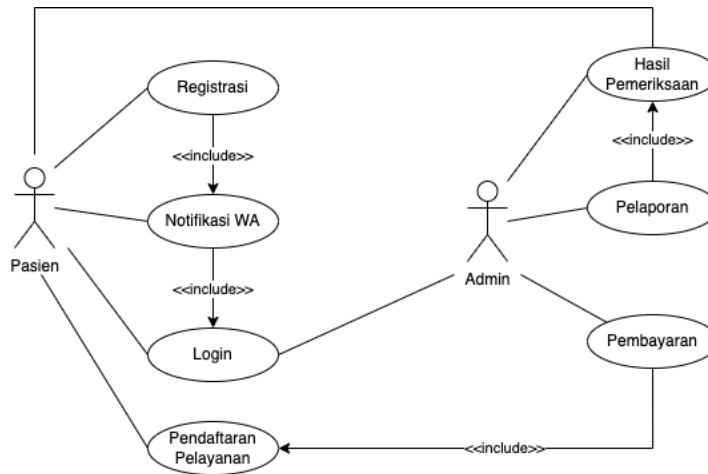 Registrasi
Hasil
Pemeriksaan
<<include>>
<<include>>
Notifikasi WA
Pelaporan
Pasien
Admin
<<include>>
Login
Pembayaran
Pendaftaran
Pelayanan
<<include>>